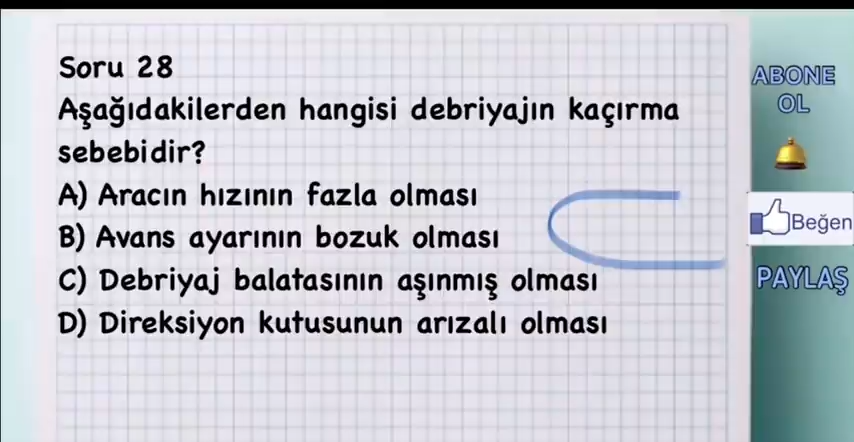 Soru 28
Aşağıdakilerden hangisi debriyajın kaçırma
sebebidir?
A) Aracın hızının fazla olması
B) Avans ayarının bozuk olması
C) Debriyaj balatasının aşınmış olması
D) Direksiyon kutusunun arızalı olması
ABONE
OL
Beğen
PAYLAŞ